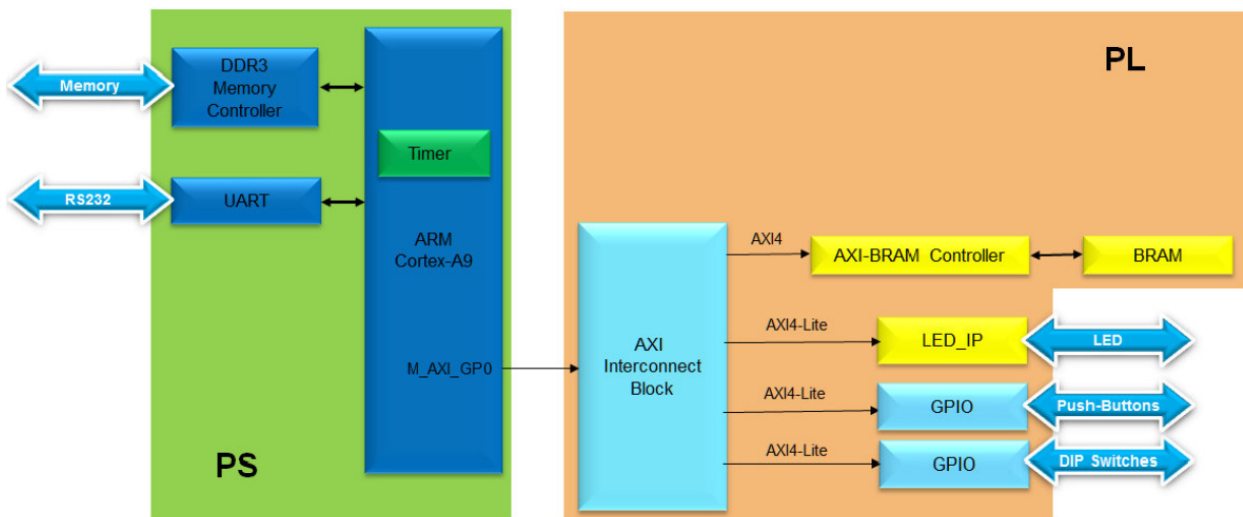 PL
DDR3
Memory
Controller
Memory
Timer
RS232
UART
ARM
Cortex-A9
M_AXI_GP0
PS
AXI
Interconnect
Block
AXI4
AXI-BRAM Controller
BRAM
AXI4-Lite
LED_IP
LED
AXI4-Lite
GPIO
Push-Buttons
AXI4-Lite
GPIO
DIP Switches